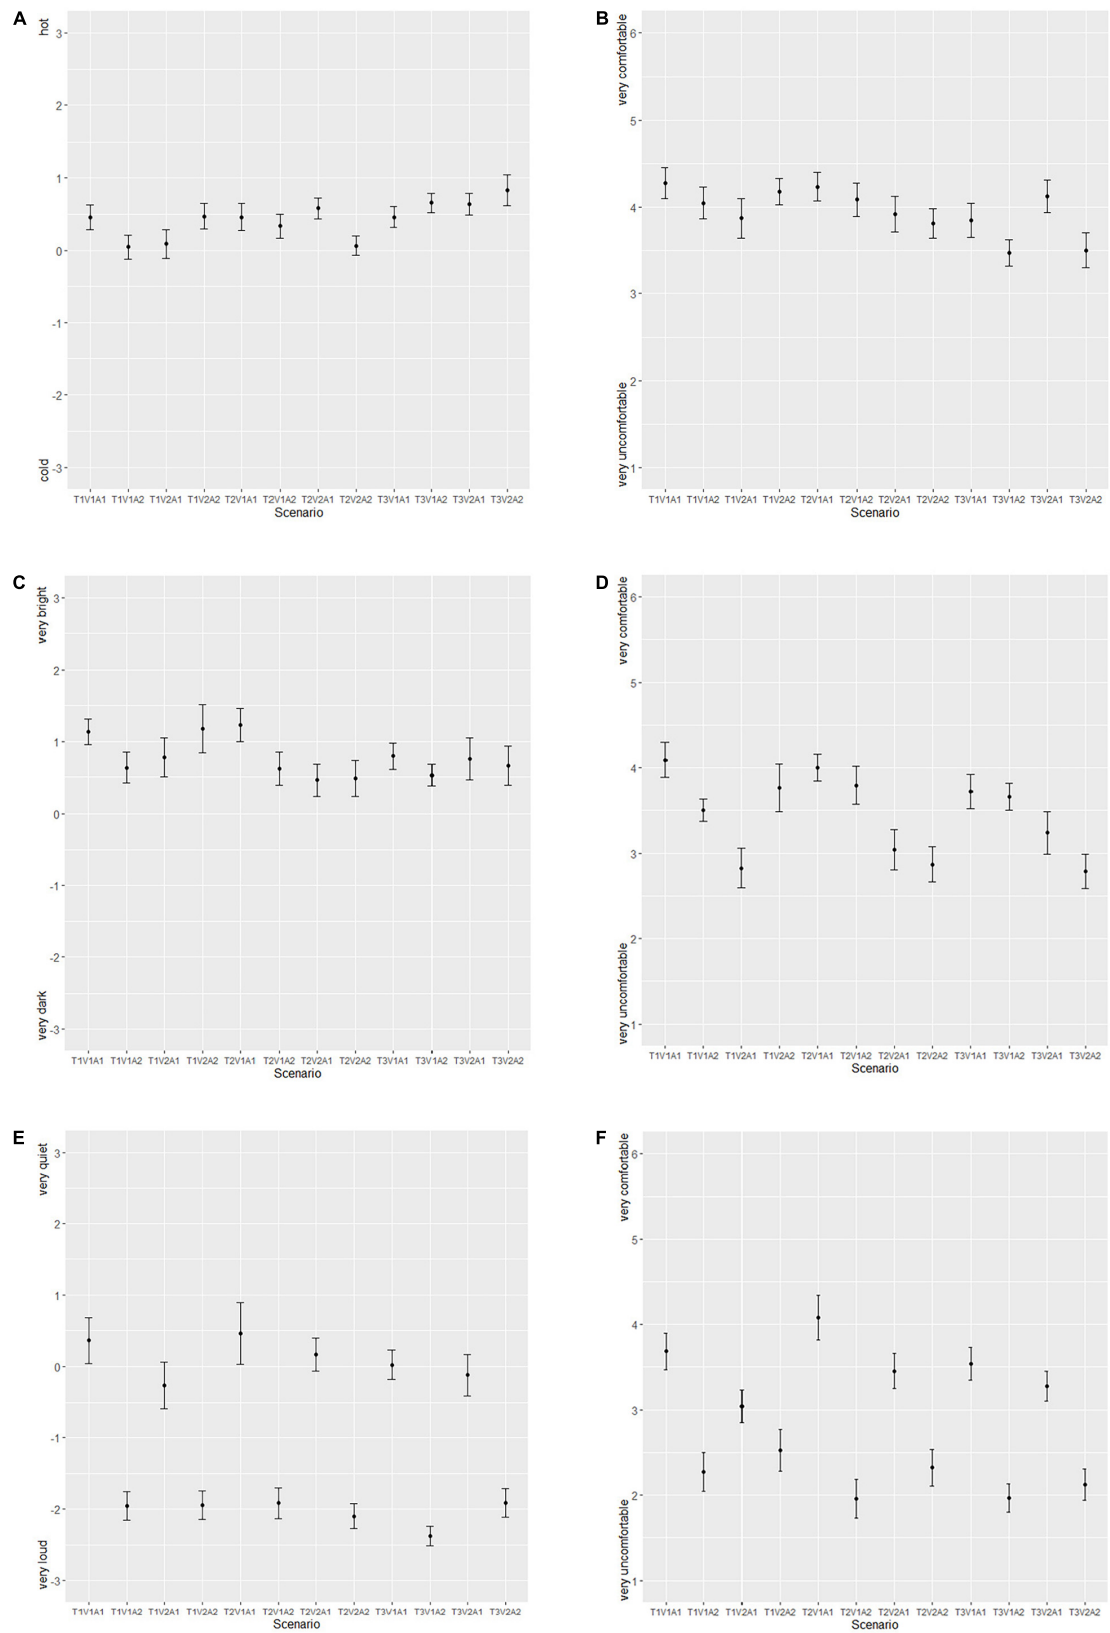 A
hot
3
2
1
0
-1
-2
-3
cold
T1V1A1 T1V1A2 T1V2A1 T1V2A2 T2V1A1 T2V1A2 T2V2A1 T2V2A2 T3V1A1 T3V1A2 T3V2A1 T3V2A2
Scenario
B
very comfortable
6
5
4
3
2
1
very uncomfortable
T1V1A1 T1V1A2 T1V2A1 T1V2A2 T2V1A1 T2V1A2 T2V2A1 T2V2A2 T3V1A1 T3V1A2 T3V2A1 T3V2A2
Scenario
C
very bright
3
2
1
0
-1
-2
-3
very dark
T1V1A1 T1V1A2 T1V2A1 T1V2A2 T2V1A1 T2V1A2 T2V2A1 T2V2A2 T3V1A1 T3V1A2 T3V2A1 T3V2A2
Scenario
D
very comfortable
6
5
4
3
2
1
very uncomfortable
T1V1A1 T1V1A2 T1V2A1 T1V2A2 T2V1A1 T2V1A2 T2V2A1 T2V2A2 T3V1A1 T3V1A2 T3V2A1 T3V2A2
Scenario
E
very quiet
3
2
1
0
-1
-2
-3
very loud
T1V1A1 T1V1A2 T1V2A1 T1V2A2 T2V1A1 T2V1A2 T2V2A1 T2V2A2 T3V1A1 T3V1A2 T3V2A1 T3V2A2
Scenario
F
very comfortable
6
5
4
3
2
1
very uncomfortable
T1V1A1 T1V1A2 T1V2A1 T1V2A2 T2V1A1 T2V1A2 T2V2A1 T2V2A2 T3V1A1 T3V1A2 T3V2A1 T3V2A2
Scenario